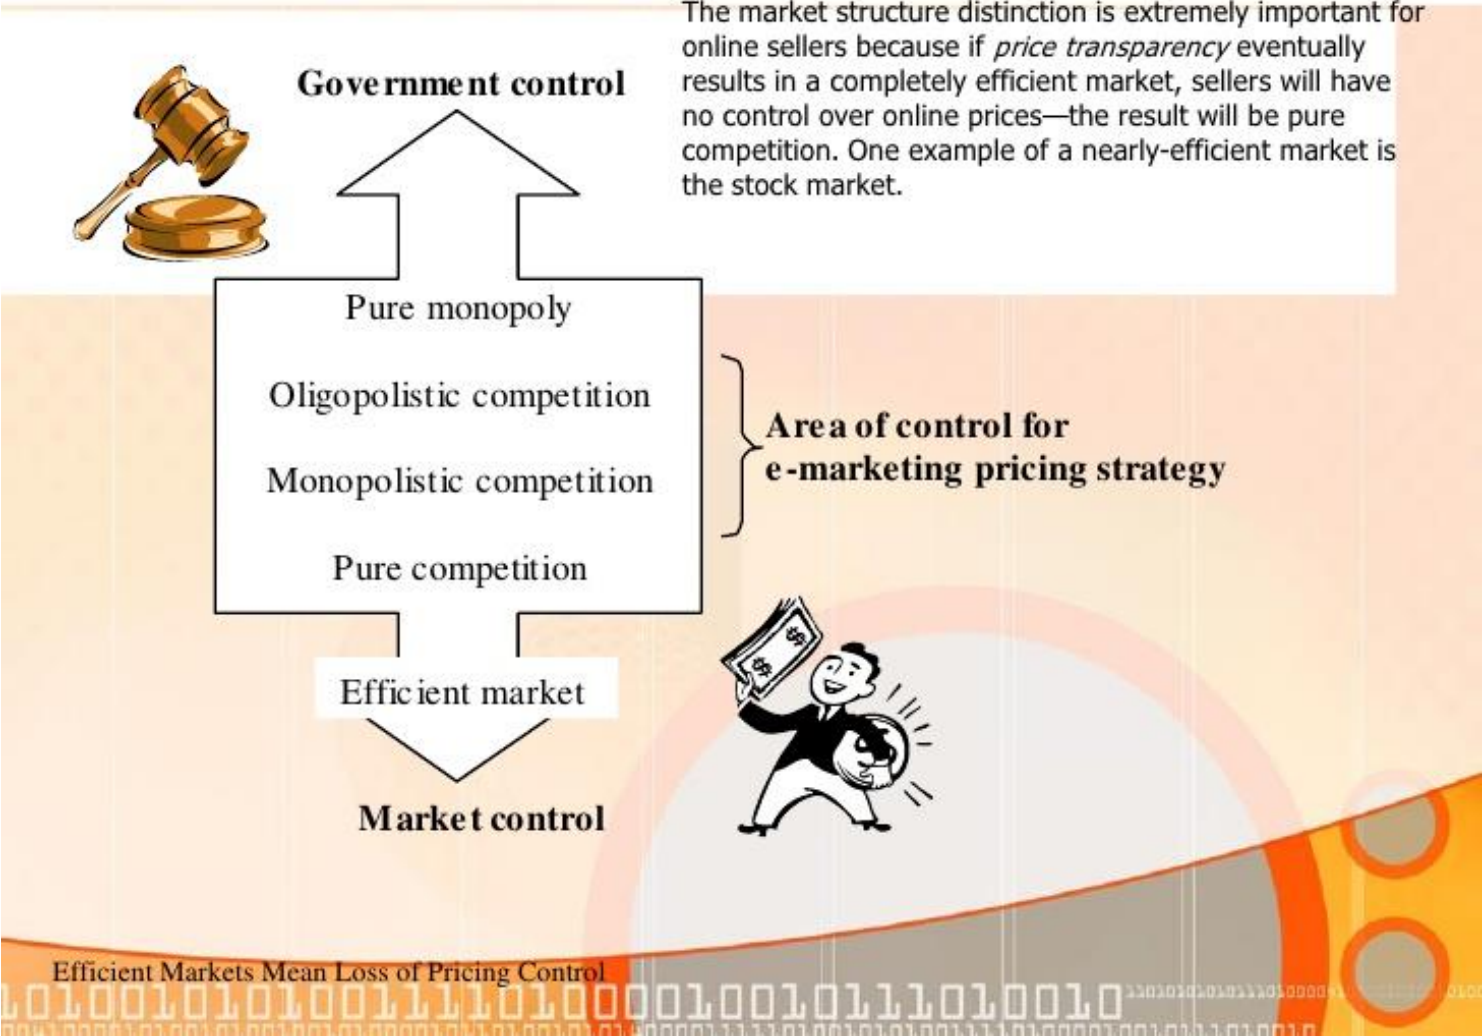 The market structure distinction is extremely important for
online sellers because if price transparency eventually
results in a completely efficient market, sellers will have
no control over online prices—the result will be pure
competition. One example of a nearly-efficient market is
the stock market.
Government control
Pure monopoly
Oligopolistic competition
Monopolistic competition
Pure competition
Area of control for
e-marketing pricing strategy
Efficient market
$
$
Market control
Efficient Markets Mean Loss of Pricing Control